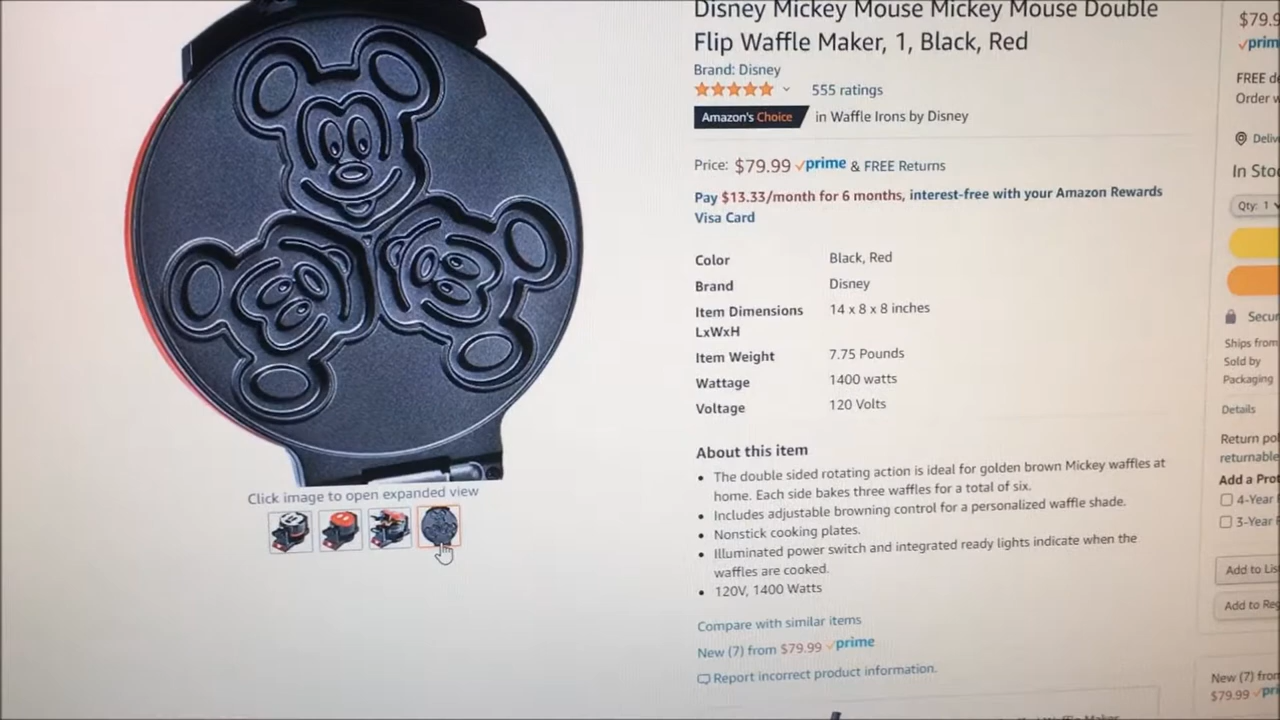 Disney Mickey Mouse Mickey Mouse Double
Flip Waffle Maker, 1, Black, Red
Brand: Disney
555 ratings
Amazon's Choice in Waffle Irons by Disney
Price: $79.99 prime & FREE Returns
Pay $13.33/month for 6 months, interest-free with your Amazon Rewards
Visa Card
Color Black, Red
Brand Disney
Item Dimensions 14 x 8 x 8 inches
LxWxH
Item Weight 7.75 Pounds
Wattage 1400 watts
Voltage 120 Volts
About this item
The double sided rotating action is ideal for golden brown Mickey waffles at
home. Each side bakes three waffles for a total of six.
Includes adjustable browning control for a personalized waffle shade.
Nonstick cooking plates.
Illuminated power switch and integrated ready lights indicate when the
waffles are cooked.
120V, 1400 Watts
Compare with similar items
New (7) from $79.99 prime
Report incorrect product information.
Click image to open expanded view
$79.9
prim
FREE de
Order w
Deliv
In Sto
Qty: 1
Secur
Ships from
Sold by
Packaging
Details
Return pol
returnable
Add a Prot
4-Year
3-Year
Add to Lis
Add to Reg
New (7) from
$79.99 pri